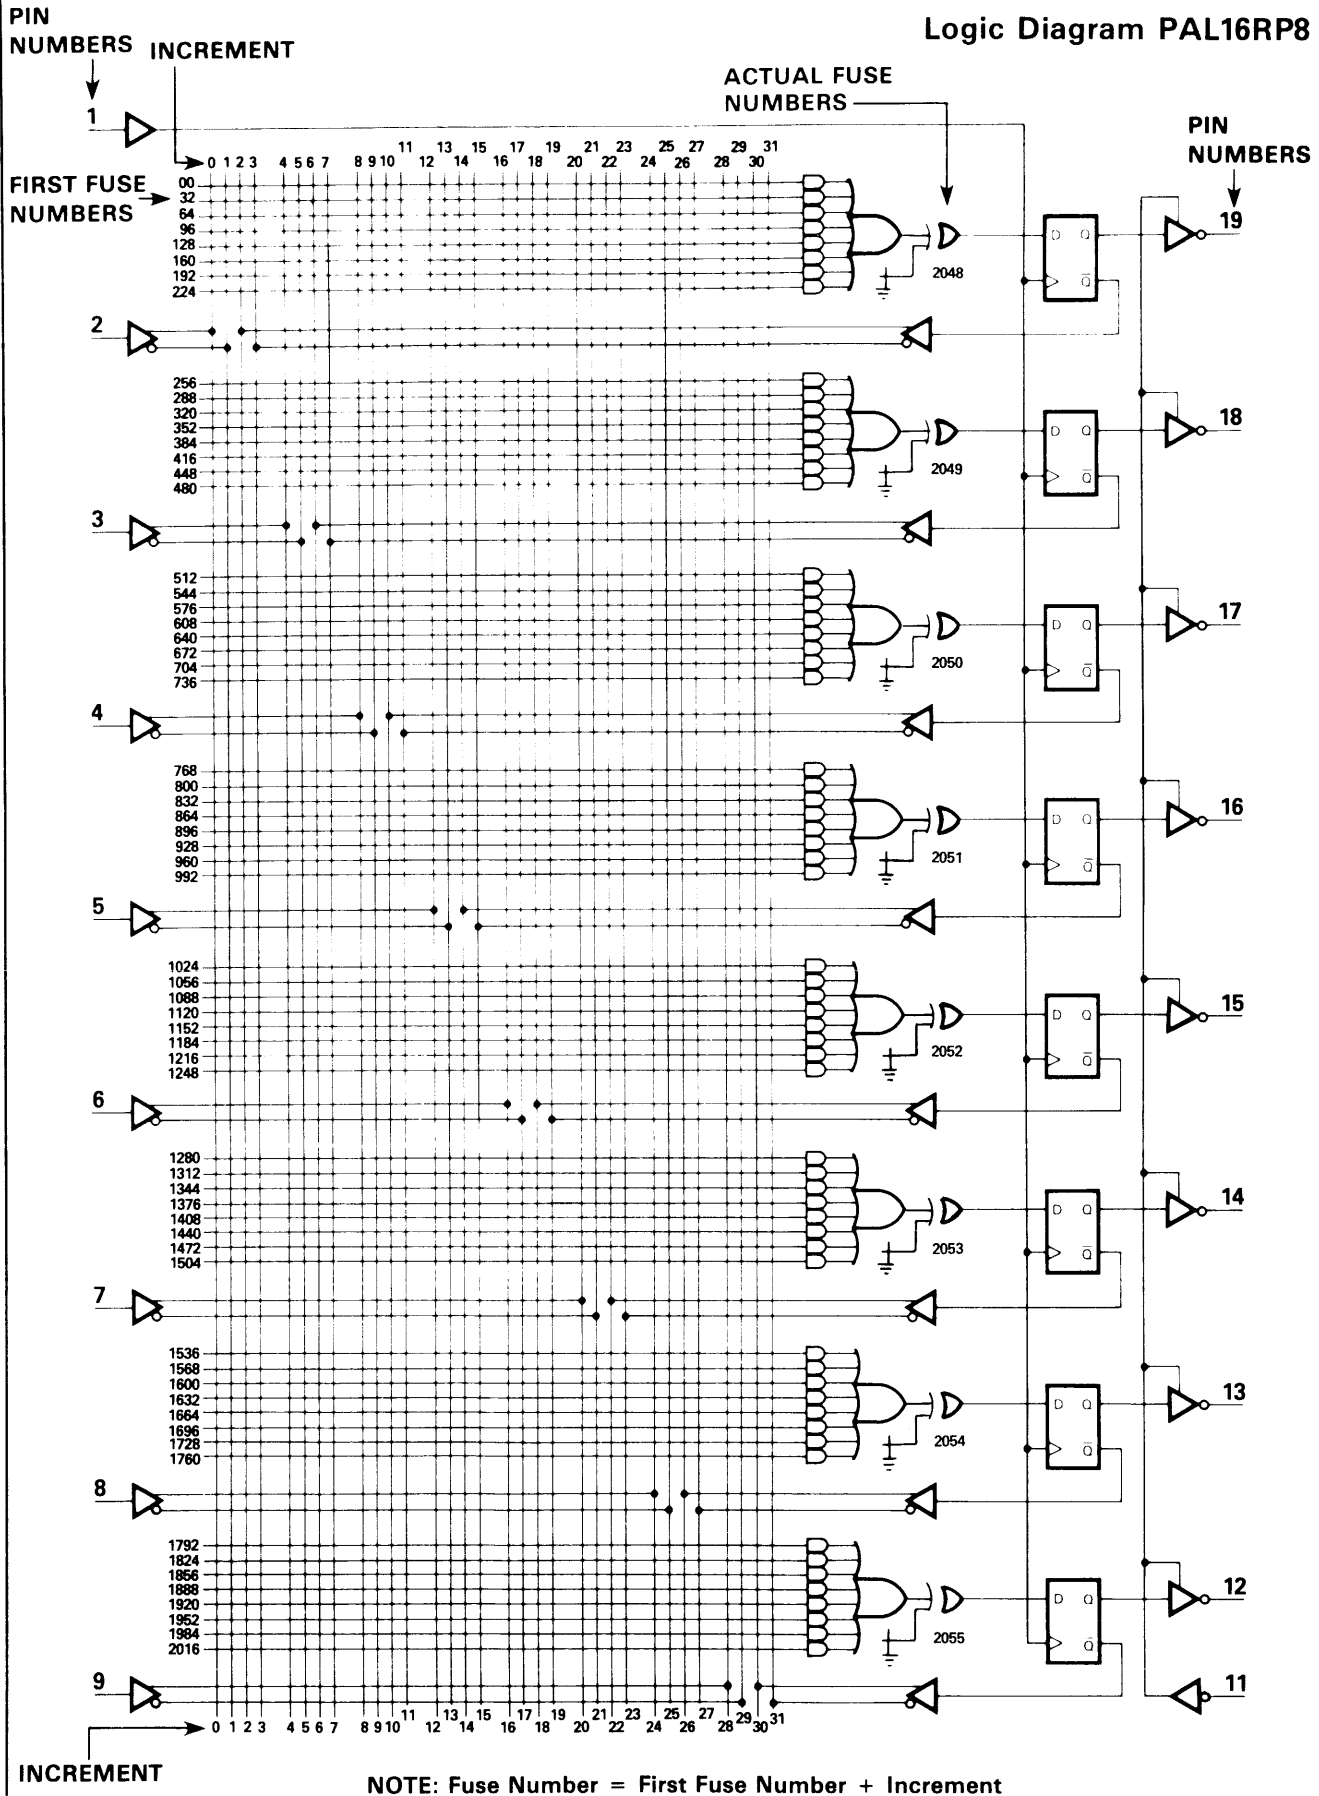 Logic Diagram PAL16RP8
PIN
NUMBERS
INCREMENT
ACTUAL FUSE
NUMBERS
PIN
NUMBERS
1
11 13 15 17 19 21 23 25 27 29 31
0 1 2 3 4 5 6 7 8 9 10 12 14 16 18 20 22 24 26 28 30
FIRST FUSE
NUMBERS
00
32
64
96
128
160
192
224
2048
D Q
Q̅
19
2
256
288
320
352
384
416
448
480
2049
D Q
Q̅
18
3
512
544
576
608
640
672
704
736
2050
D Q
Q̅
17
4
768
800
832
864
896
928
960
992
2051
D Q
Q̅
16
5
1024
1056
1088
1120
1152
1184
1216
1248
2052
D Q
Q̅
15
6
1280
1312
1344
1376
1408
1440
1472
1504
2053
D Q
Q̅
14
7
1536
1568
1600
1632
1664
1696
1728
1760
2054
D Q
Q̅
13
8
1792
1824
1856
1888
1920
1952
1984
2016
2055
D Q
Q̅
12
9
11
11 13 15 17 19 21 23 25 27 29 31
0 1 2 3 4 5 6 7 8 9 10 12 14 16 18 20 22 24 26 28 30
INCREMENT
NOTE: Fuse Number = First Fuse Number + Increment